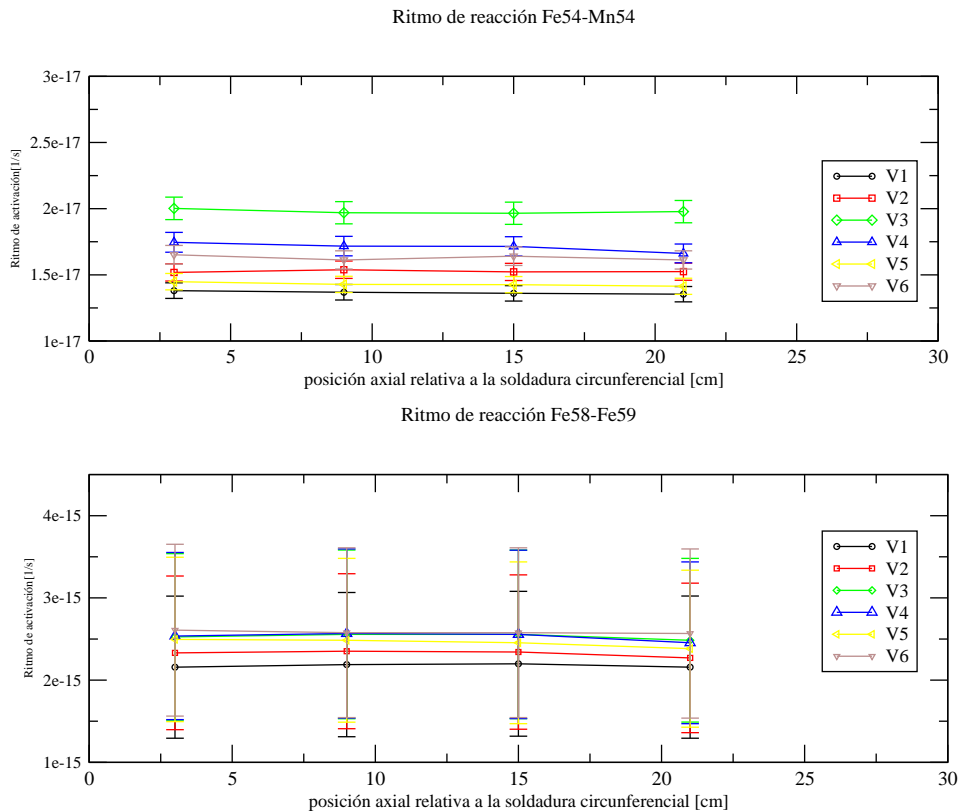 Ritmo de reacción Fe54-Mn54
3e-17
2.5e-17
2e-17
1.5e-17
1e-17
Ritmo de activación[1/s]
V1
V2
V3
V4
V5
V6
0 5 10 15 20 25 30
posición axial relativa a la soldadura circunferencial [cm]
Ritmo de reacción Fe58-Fe59
4e-15
3e-15
2e-15
1e-15
Ritmo de activación[1/s]
V1
V2
V3
V4
V5
V6
0 5 10 15 20 25 30
posición axial relativa a la soldadura circunferencial [cm]